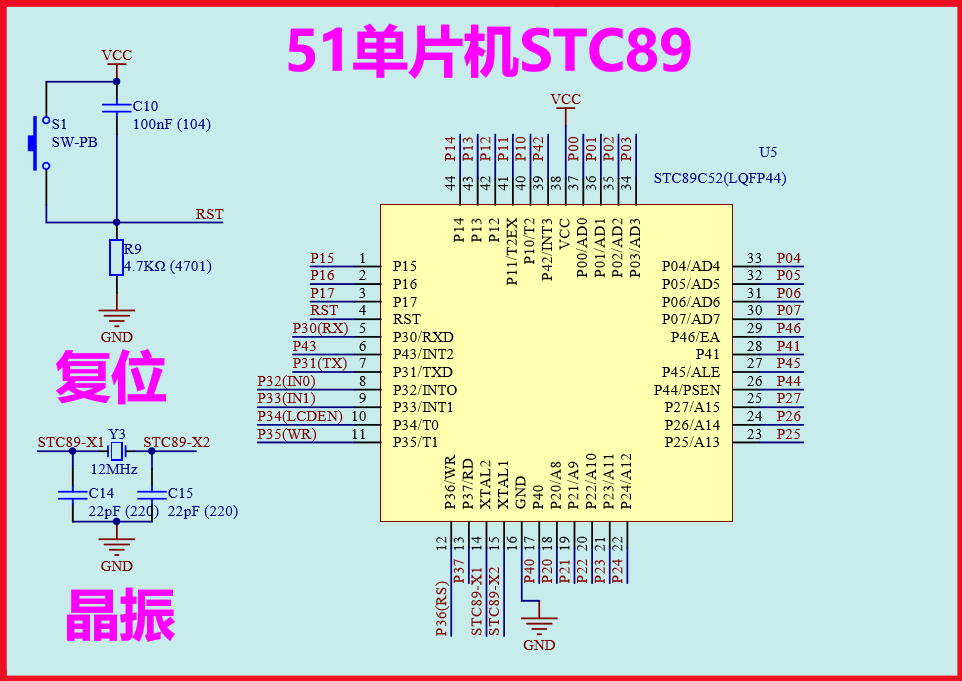 51单片机STC89
VCC
C10
100nF (104)
S1
SW-PB
RST
R9
4.7KΩ (4701)
GND
复位
STC89-X1
Y3
STC89-X2
12MHz
C14
C15
22pF (220)
22pF (220)
GND
晶振
VCC
U5
STC89C52(LQFP44)
P14 P13 P12 P11 P10 P42 P00 P01 P02 P03
44 43 42 41 40 39 38 37 36 35 34
P14 P13 P12 P11/T2EX P10/T2 P42/INT3 VCC P00/AD0 P01/AD1 P02/AD2 P03/AD3
P15 1 P15
P16 2 P16
P17 3 P17
RST 4 RST
P30(RX) 5 P30/RXD
P43 6 P43/INT2
P31(TX) 7 P31/TXD
P32(IN0) 8 P32/INTO
P33(IN1) 9 P33/INT1
P34(LCDEN) 10 P34/T0
P35(WR) 11 P35/T1
P04/AD4 33 P04
P05/AD5 32 P05
P06/AD6 31 P06
P07/AD7 30 P07
P46/EA 29 P46
P41 28 P41
P45/ALE 27 P45
P44/PSEN 26 P44
P27/A15 25 P27
P26/A14 24 P26
P25/A13 23 P25
P36/WR P37/RD XTAL2 XTAL1 GND P40 P20/A8 P21/A9 P22/A10 P23/A11 P24/A12
12 13 14 15 16 17 18 19 20 21 22
P36(RS) P37 STC89-X1 STC89-X2 P40 P20 P21 P22 P23 P24
GND